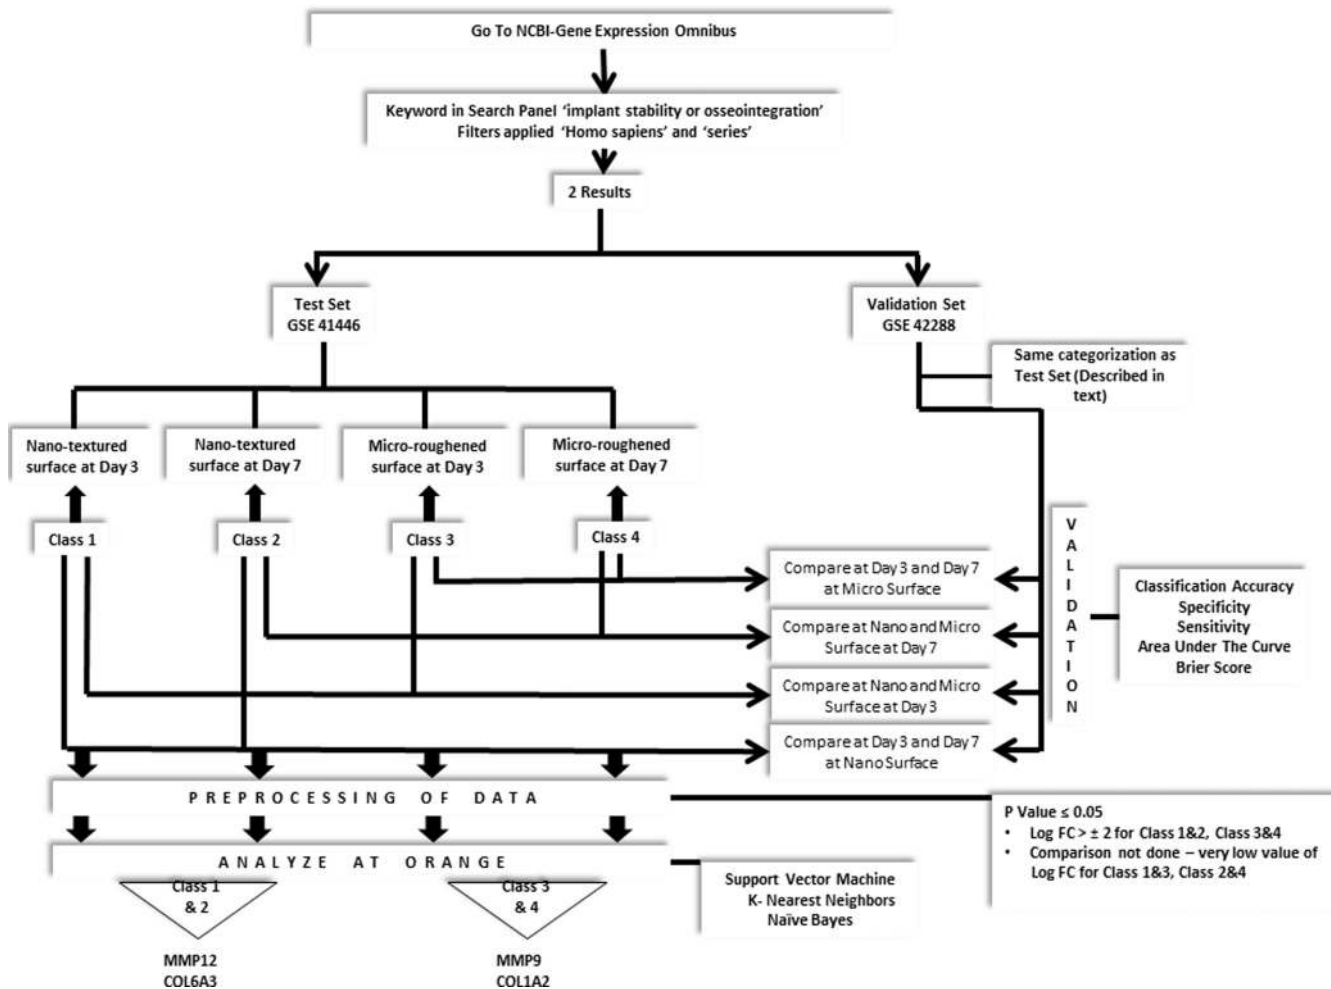 Go To NCBI-Gene Expression Omnibus
Keyword in Search Panel ‘implant stability or osseointegration’
Filters applied ‘Homo sapiens’ and ‘series’
2 Results
Test Set
GSE 41446
Validation Set
GSE 42288
Same categorization as
Test Set (Described in
text)
Nano-textured
surface at Day 3
Nano-textured
surface at Day 7
Micro-roughened
surface at Day 3
Micro-roughened
surface at Day 7
Class 1
Class 2
Class 3
Class 4
Compare at Day 3 and Day 7
at Micro Surface
Compare at Nano and Micro
Surface at Day 7
Compare at Nano and Micro
Surface at Day 3
Compare at Day 3 and Day 7
at Nano Surface
VALIDATION
Classification Accuracy
Specificity
Sensitivity
Area Under The Curve
Brier Score
PREPROCESSING OF DATA
P Value ≤ 0.05
• Log FC > ± 2 for Class 1&2, Class 3&4
• Comparison not done – very low value of
Log FC for Class 1&3, Class 2&4
ANALYZE AT ORANGE
Support Vector Machine
K- Nearest Neighbors
Naïve Bayes
Class 1
& 2
Class 3
& 4
MMP12
COL6A3
MMP9
COL1A2